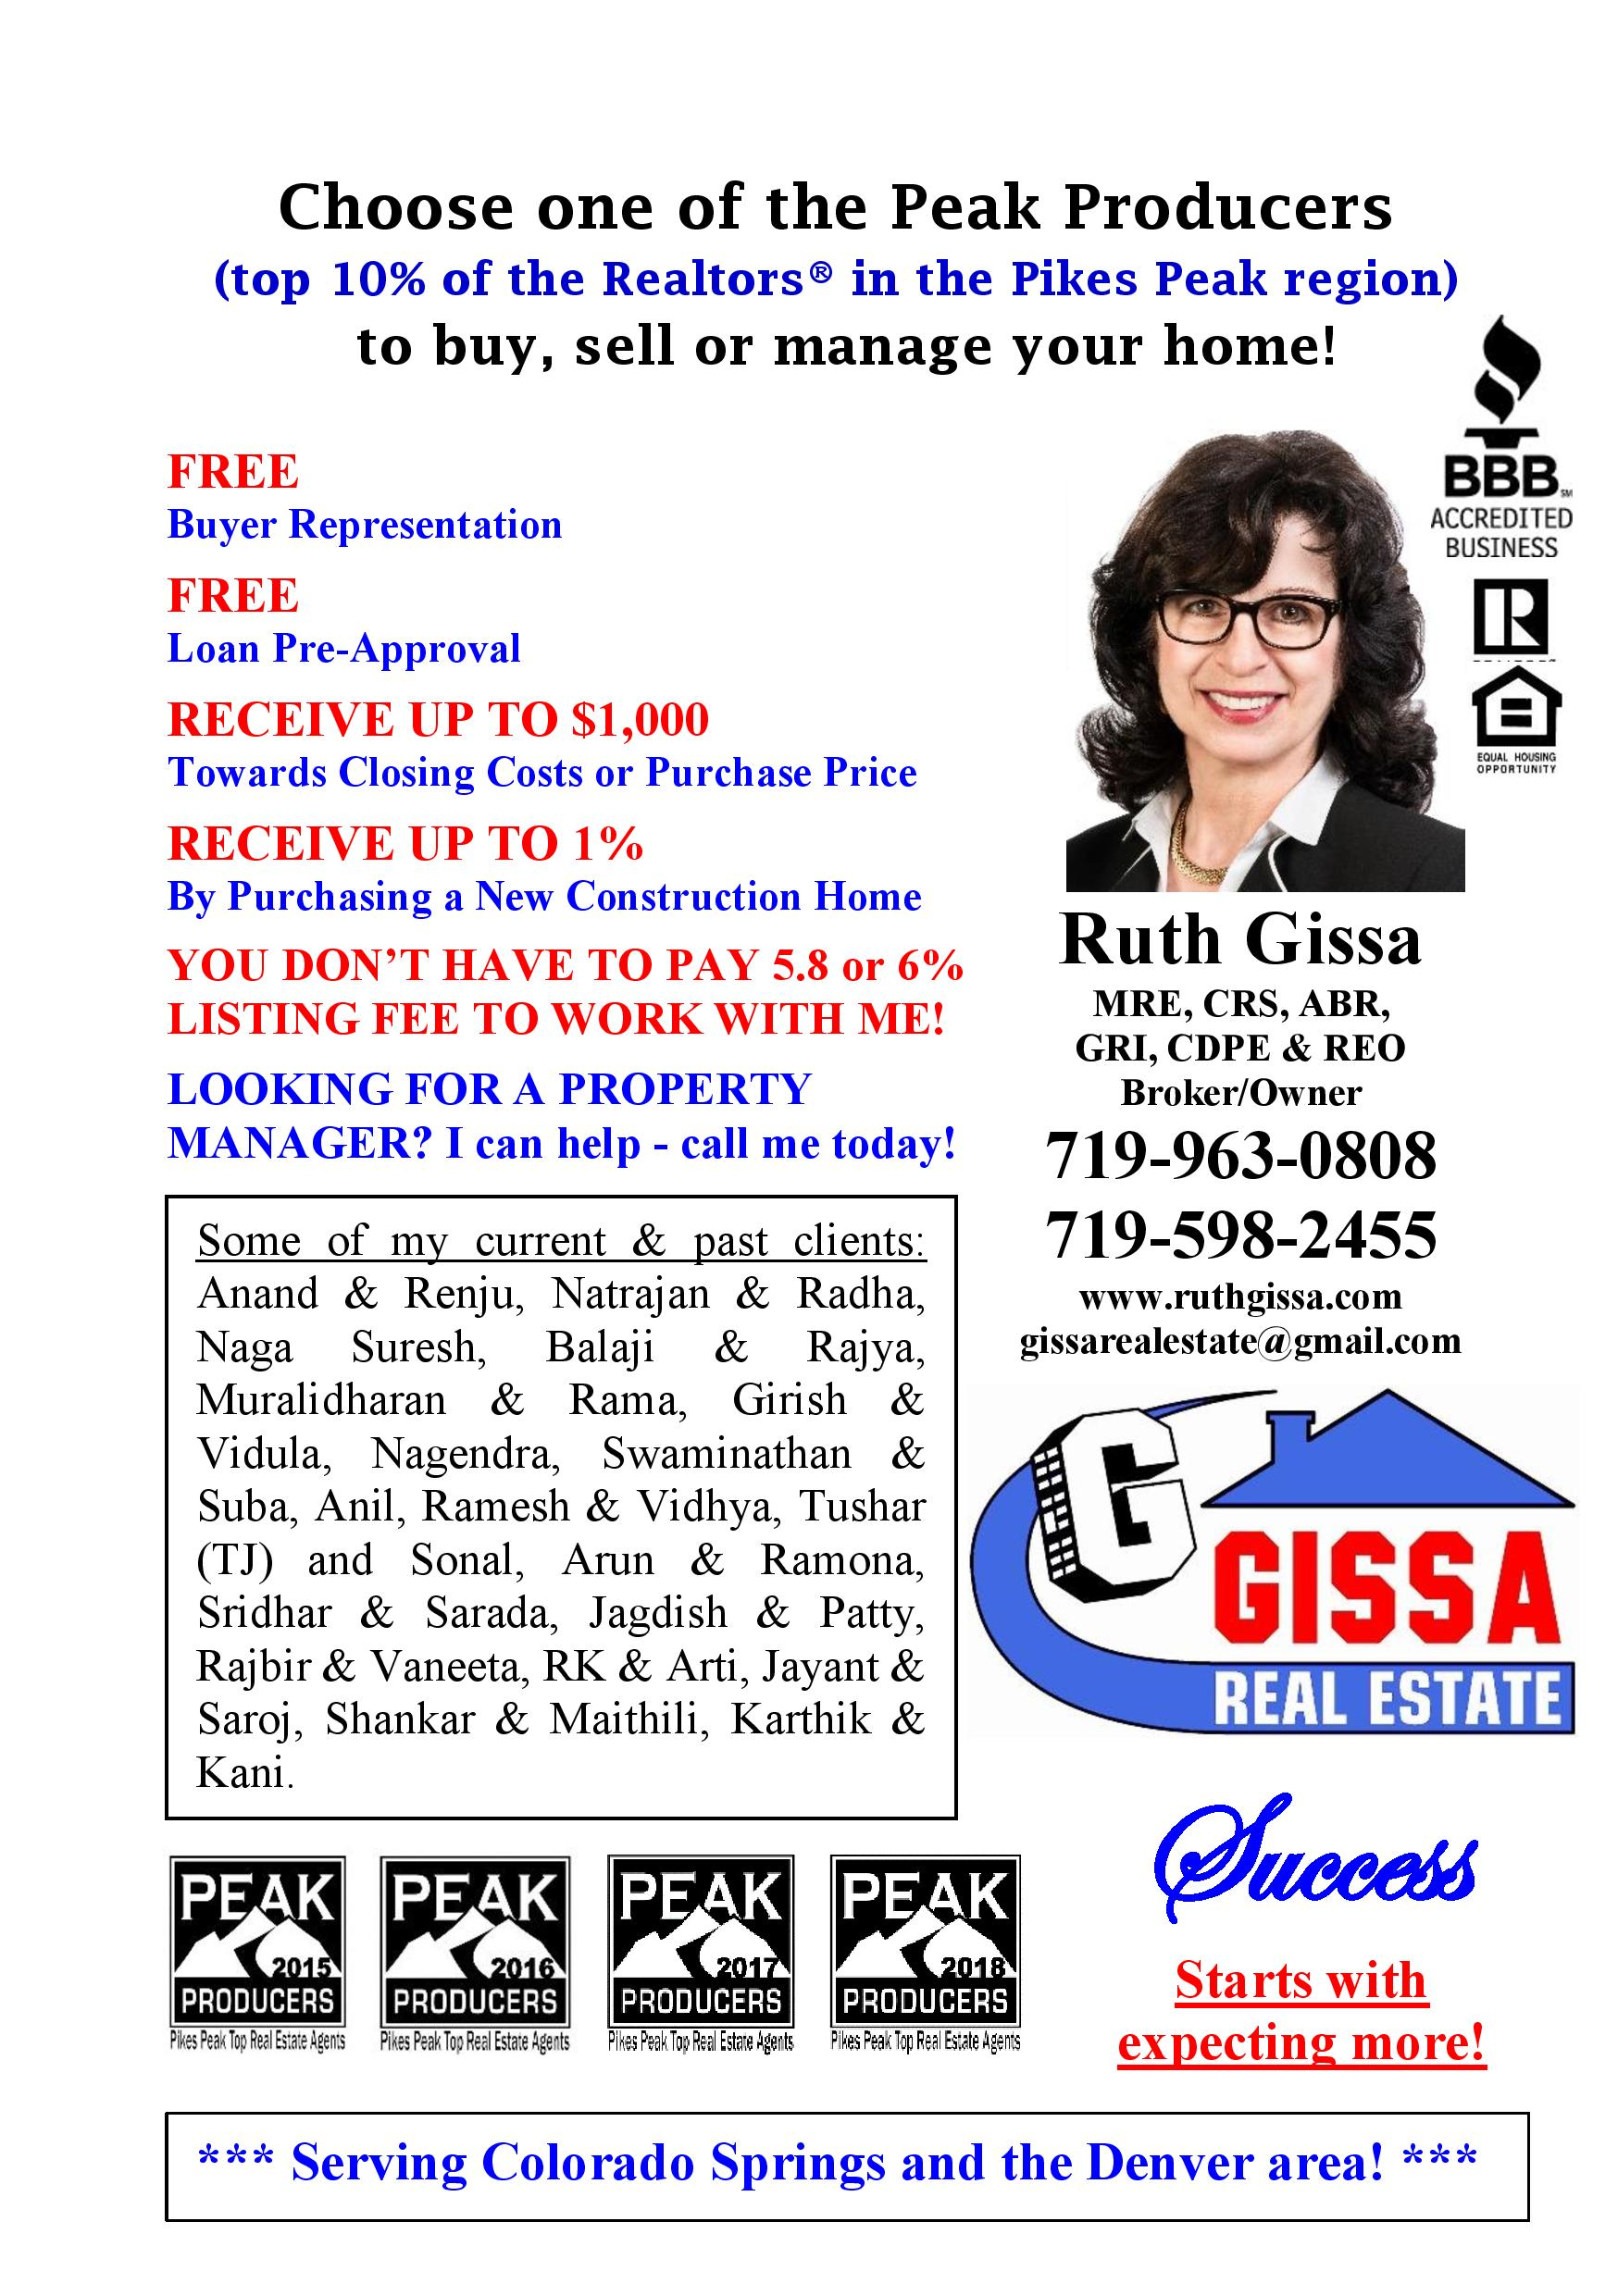 Choose one of the Peak Producers
(top 10% of the Realtors® in the Pikes Peak region)
to buy, sell or manage your home!
FREE
Buyer Representation
FREE
Loan Pre-Approval
RECEIVE UP TO $1,000
Towards Closing Costs or Purchase Price
RECEIVE UP TO 1%
By Purchasing a New Construction Home
YOU DON'T HAVE TO PAY 5.8 or 6%
LISTING FEE TO WORK WITH ME!
LOOKING FOR A PROPERTY
MANAGER? I can help - call me today!
Some of my current & past clients:
Anand & Renju, Natrajan & Radha,
Naga Suresh, Balaji & Rajya,
Muralidharan & Rama, Girish &
Vidula, Nagendra, Swaminathan &
Suba, Anil, Ramesh & Vidhya, Tushar
(TJ) and Sonal, Arun & Ramona,
Sridhar & Sarada, Jagdish & Patty,
Rajbir & Vaneeta, RK & Arti, Jayant &
Saroj, Shankar & Maithili, Karthik &
Kani.
BBB SM
ACCREDITED
BUSINESS
R
EQUAL HOUSING
OPPORTUNITY
Ruth Gissa
MRE, CRS, ABR,
GRI, CDPE & REO
Broker/Owner
719-963-0808
719-598-2455
www.ruthgissa.com
gissarealestate@gmail.com
G
GISSA
REAL ESTATE
PEAK
2015
PRODUCERS
Pikes Peak Top Real Estate Agents
PEAK
2016
PRODUCERS
Pikes Peak Top Real Estate Agents
PEAK
2017
PRODUCERS
Pikes Peak Top Real Estate Agents
PEAK
2018
PRODUCERS
Pikes Peak Top Real Estate Agents
Success
Starts with
expecting more!
*** Serving Colorado Springs and the Denver area! ***